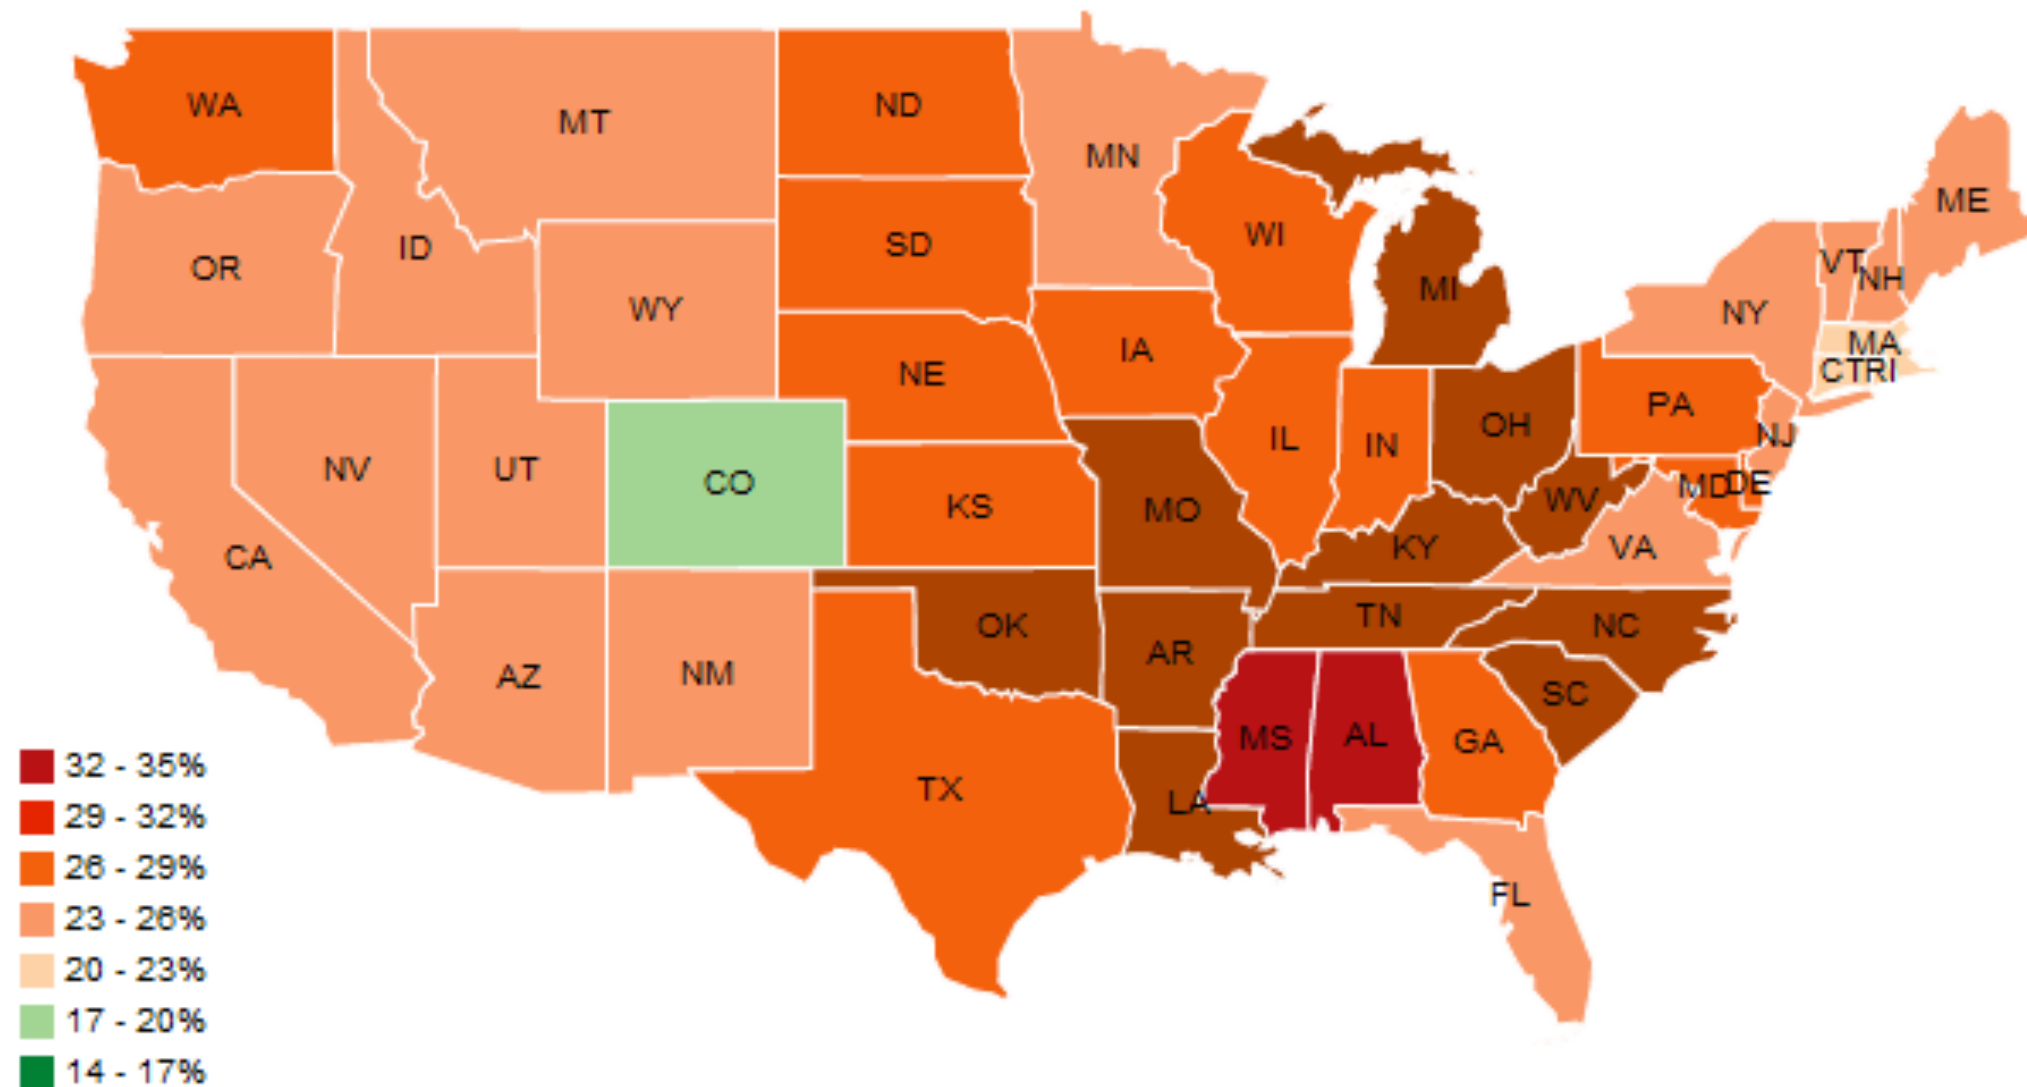 WA
MT
ND
MN
ME
OR
ID
SD
WI
VT
NH
WY
MI
NY
NE
IA
MA
CT
RI
PA
NV
UT
CO
KS
IL
IN
OH
NJ
MO
WV
MD
DE
CA
KY
VA
AZ
NM
OK
AR
TN
NC
SC
TX
LA
MS
AL
GA
FL
32 - 35%
29 - 32%
26 - 29%
23 - 26%
20 - 23%
17 - 20%
14 - 17%